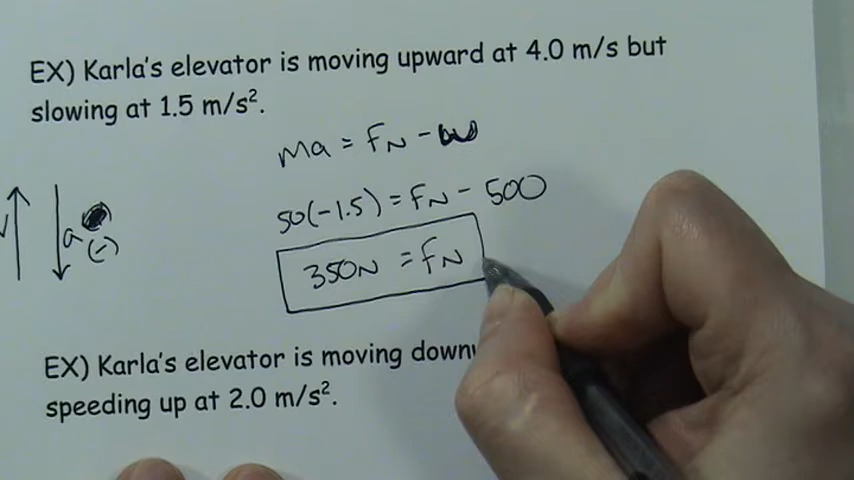 EX) Karla's elevator is moving upward at 4.0 m/s but
slowing at 1.5 m/s².
ma = FN - w
50(-1.5) = FN - 500
a
(-)
350N = FN
EX) Karla's elevator is moving
speeding up at 2.0 m/s².